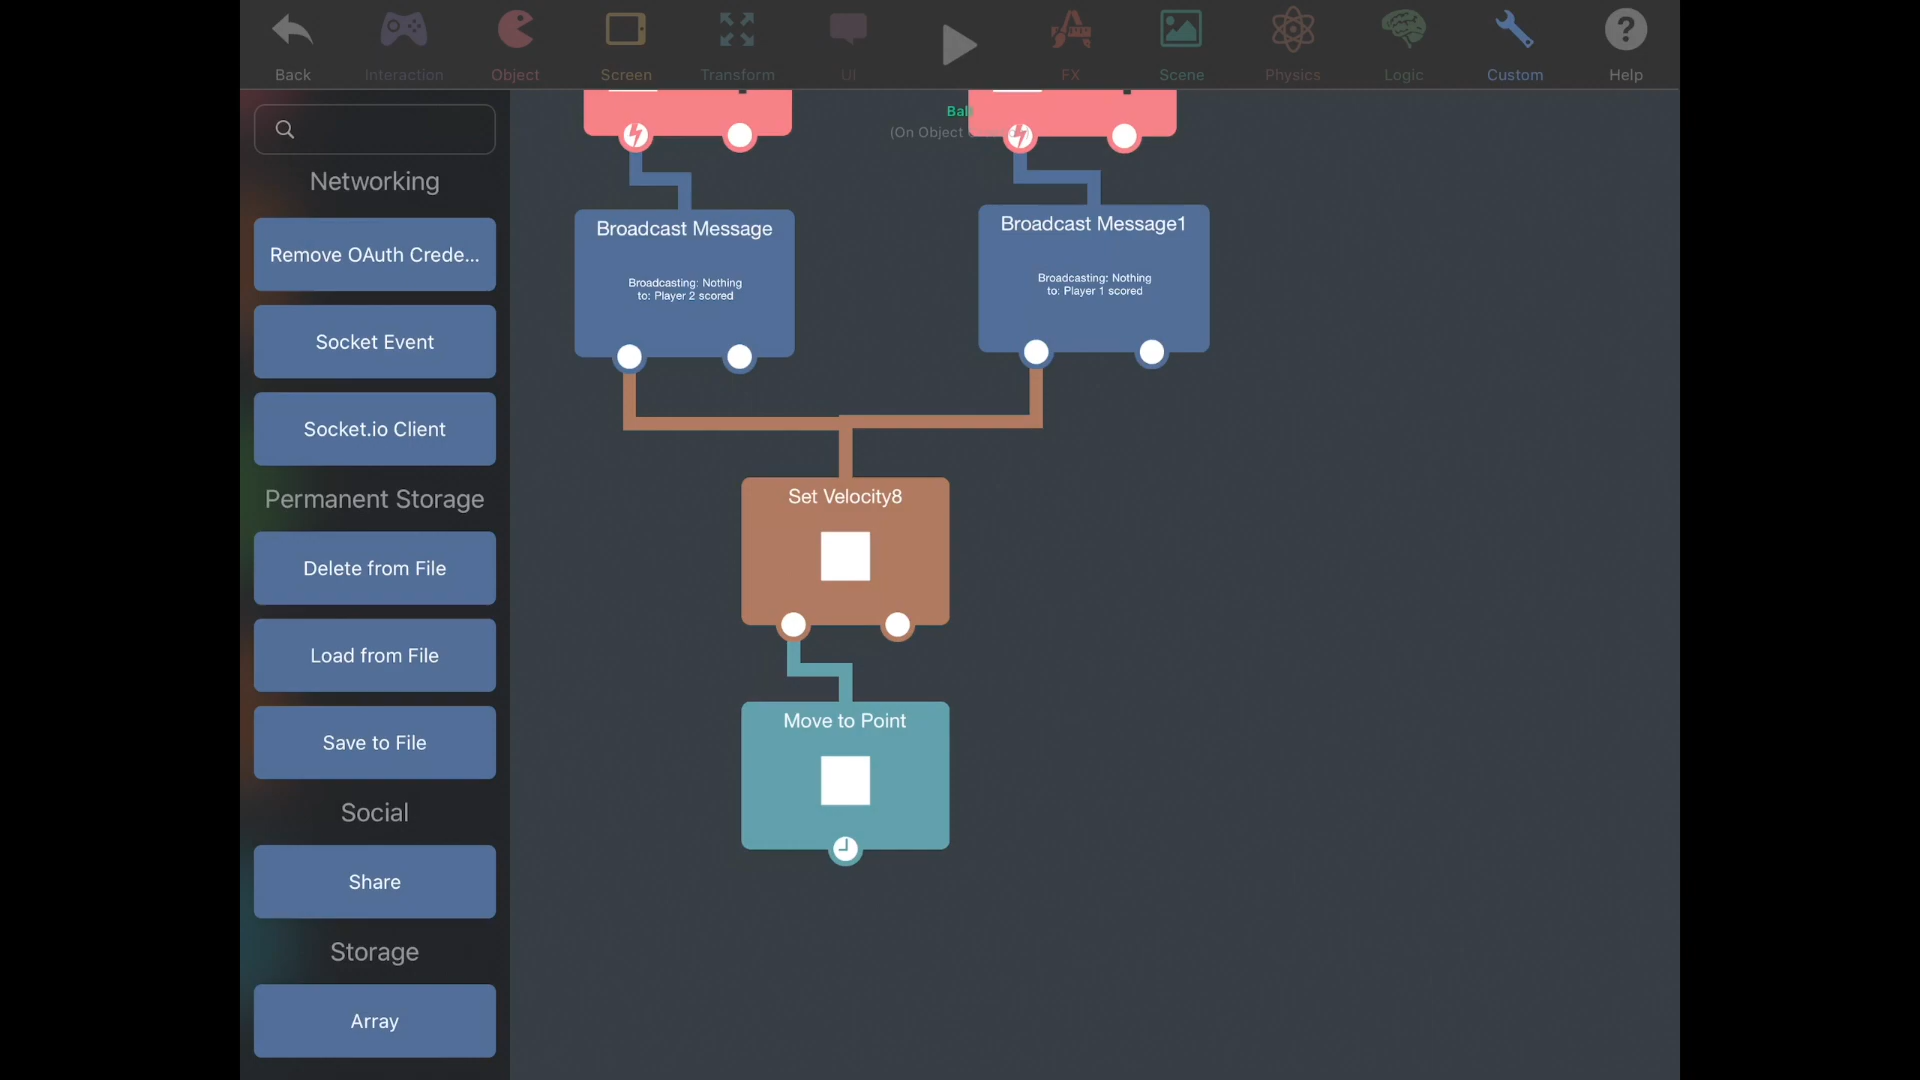 Back
Interaction
Object
Screen
Transform
UI
FX
Scene
Physics
Logic
Custom
Help
Networking
Remove OAuth Crede...
Socket Event
Socket.io Client
Permanent Storage
Delete from File
Load from File
Save to File
Social
Share
Storage
Array
Ball
(On Object
Broadcast Message
Broadcasting: Nothing
to: Player 2 scored
Broadcast Message1
Broadcasting: Nothing
to: Player 1 scored
Set Velocity8
Move to Point